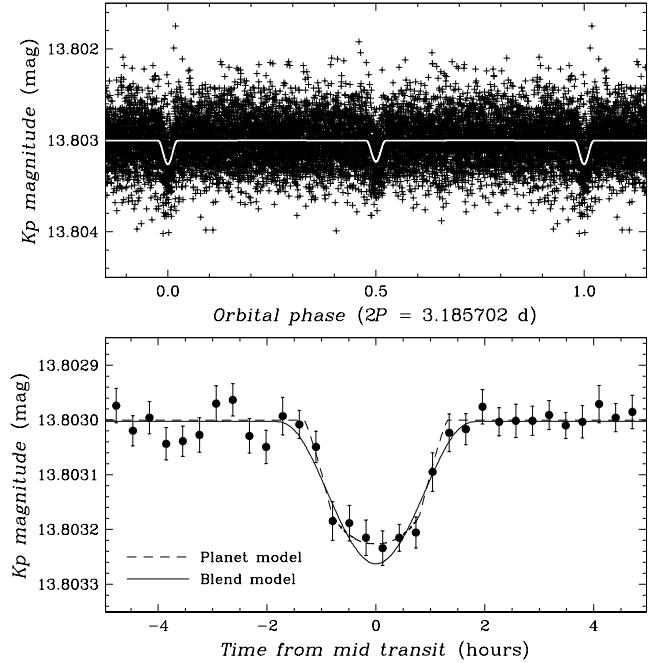 Kp magnitude (mag)
13.802
13.803
13.804
0.0 0.5 1.0
Orbital phase (2P = 3.185702 d)
Kp magnitude (mag)
13.8029
13.8030
13.8031
13.8032
13.8033
Planet model
Blend model
−4 −2 0 2 4
Time from mid transit (hours)